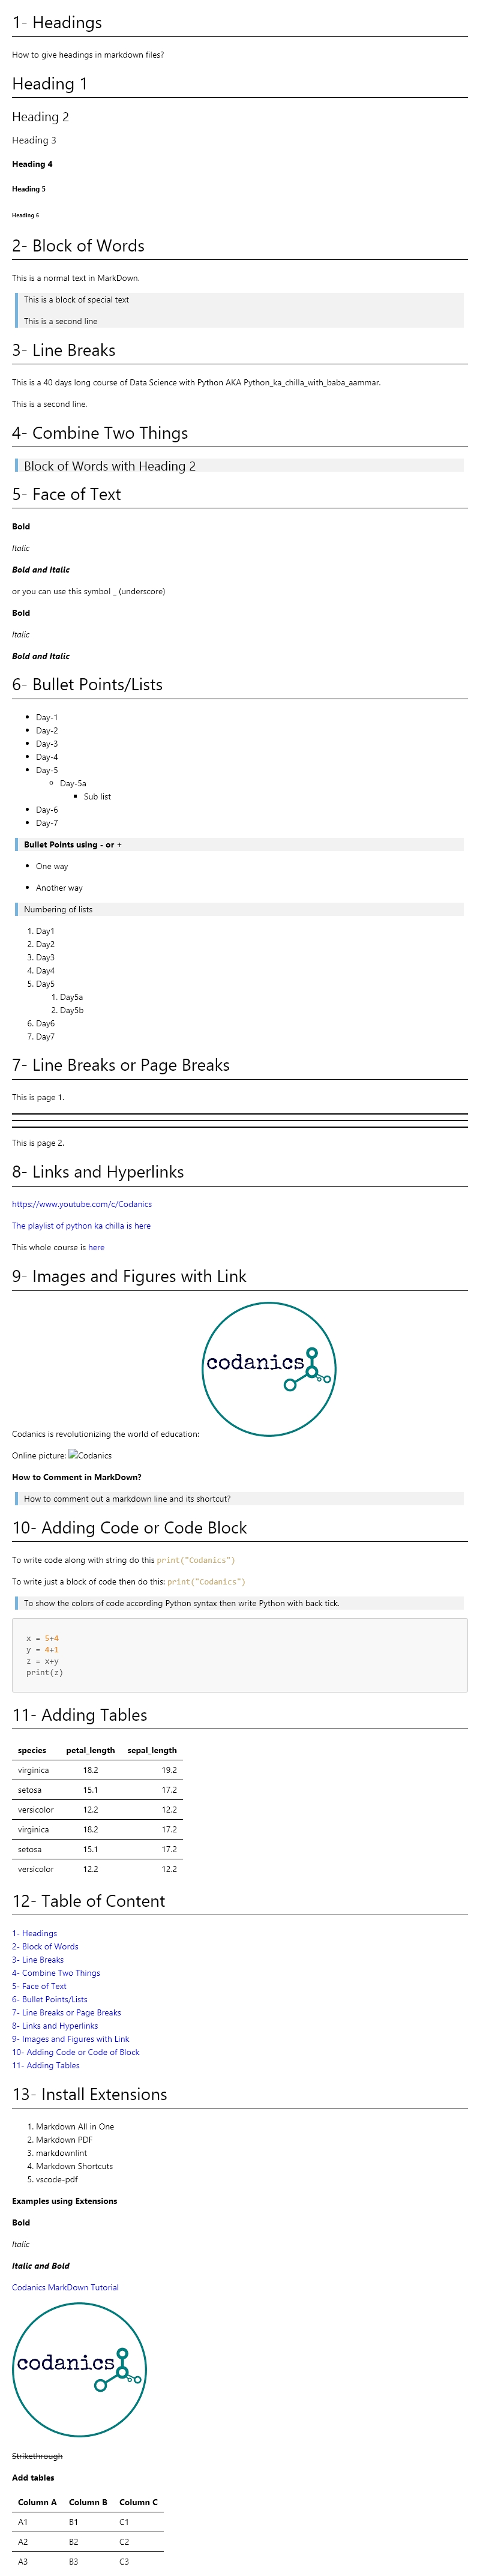 1- Headings
How to give headings in markdown files?
Heading 1
Heading 2
Heading 3
Heading 4
Heading 5
Heading 6
2- Block of Words
This is a normal text in MarkDown.
This is a block of special text
This is a second line
3- Line Breaks
This is a 40 days long course of Data Science with Python AKA Python_ka_chilla_with_baba_aammar.
This is a second line.
4- Combine Two Things
Block of Words with Heading 2
5- Face of Text
Bold
Italic
Bold and Italic
or you can use this symbol _ (underscore)
Bold
Italic
Bold and Italic
6- Bullet Points/Lists
Day-1
Day-2
Day-3
Day-4
Day-5
Day-5a
Sub list
Day-6
Day-7
Bullet Points using - or +
One way
Another way
Numbering of lists
1. Day1
2. Day2
3. Day3
4. Day4
5. Day5
1. Day5a
2. Day5b
6. Day6
7. Day7
7- Line Breaks or Page Breaks
This is page 1.
This is page 2.
8- Links and Hyperlinks
https://www.youtube.com/c/Codanics
The playlist of python ka chilla is here
This whole course is here
9- Images and Figures with Link
codanics
Codanics is revolutionizing the world of education:
Online picture: Codanics
How to Comment in MarkDown?
How to comment out a markdown line and its shortcut?
10- Adding Code or Code Block
To write code along with string do this print("Codanics")
To write just a block of code then do this: print("Codanics")
To show the colors of code according Python syntax then write Python with back tick.
x = 5+4
y = 4+1
z = x+y
print(z)
11- Adding Tables
species petal_length sepal_length
virginica 18.2 19.2
setosa 15.1 17.2
versicolor 12.2 12.2
virginica 18.2 17.2
setosa 15.1 17.2
versicolor 12.2 12.2
12- Table of Content
1- Headings
2- Block of Words
3- Line Breaks
4- Combine Two Things
5- Face of Text
6- Bullet Points/Lists
7- Line Breaks or Page Breaks
8- Links and Hyperlinks
9- Images and Figures with Link
10- Adding Code or Code of Block
11- Adding Tables
13- Install Extensions
1. Markdown All in One
2. Markdown PDF
3. markdownlint
4. Markdown Shortcuts
5. vscode-pdf
Examples using Extensions
Bold
Italic
Italic and Bold
Codanics MarkDown Tutorial
codanics
Strikethrough
Add tables
Column A Column B Column C
A1 B1 C1
A2 B2 C2
A3 B3 C3